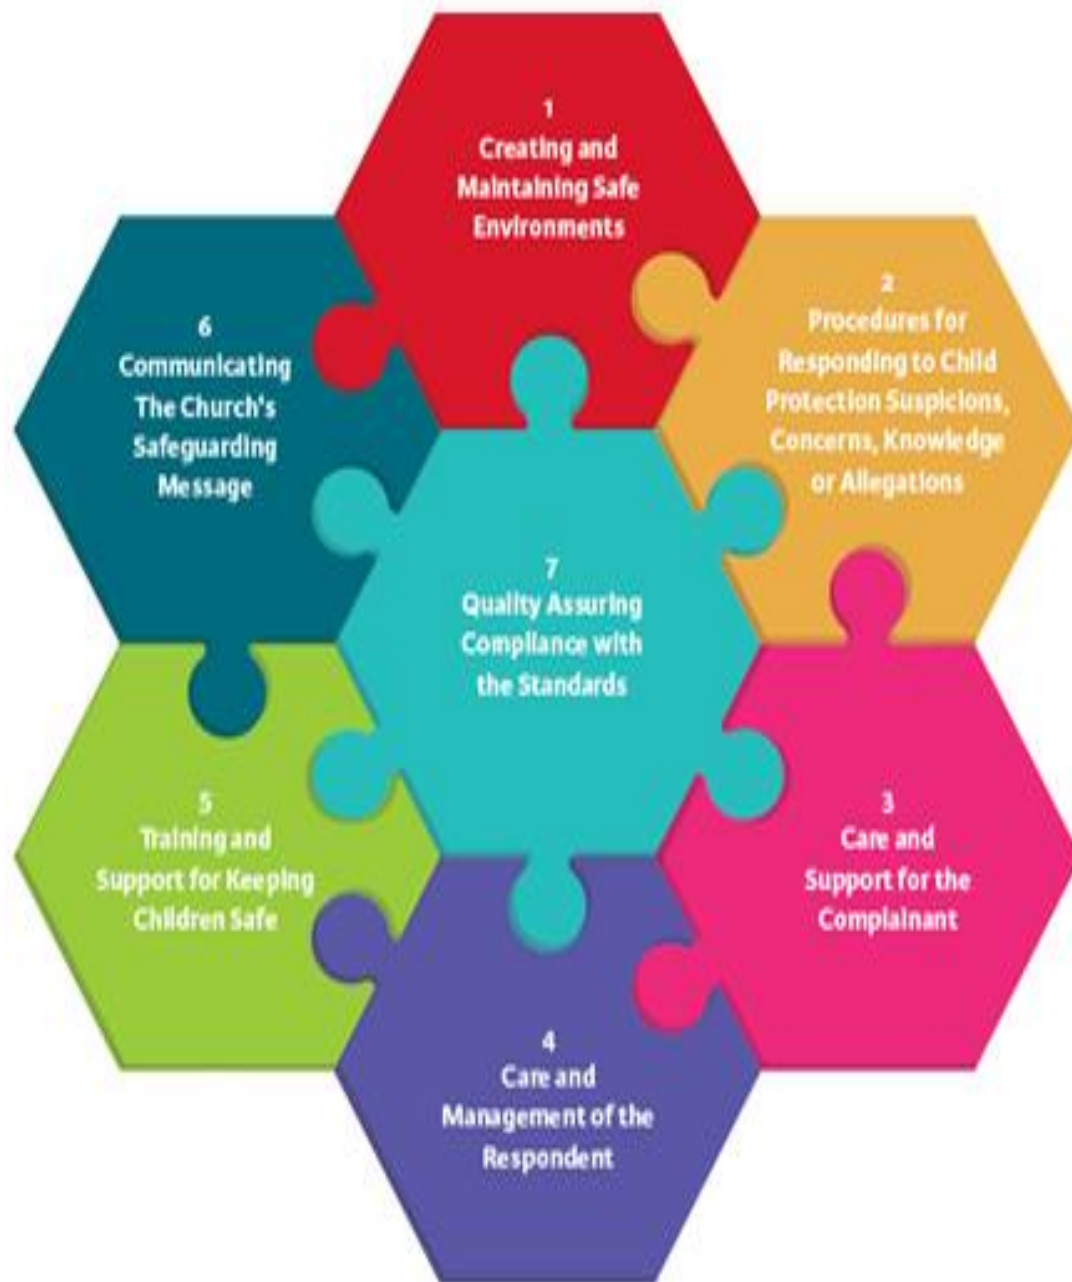 1
Creating and
Maintaining Safe
Environments
2
Procedures for
Responding to Child
Protection Suspicions,
Concerns, Knowledge
or Allegations
3
Care and
Support for the
Complainant
4
Care and
Management of the
Respondent
5
Training and
Support for Keeping
Children Safe
6
Communicating
The Church's
Safeguarding
Message
7
Quality Assuring
Compliance with
the Standards